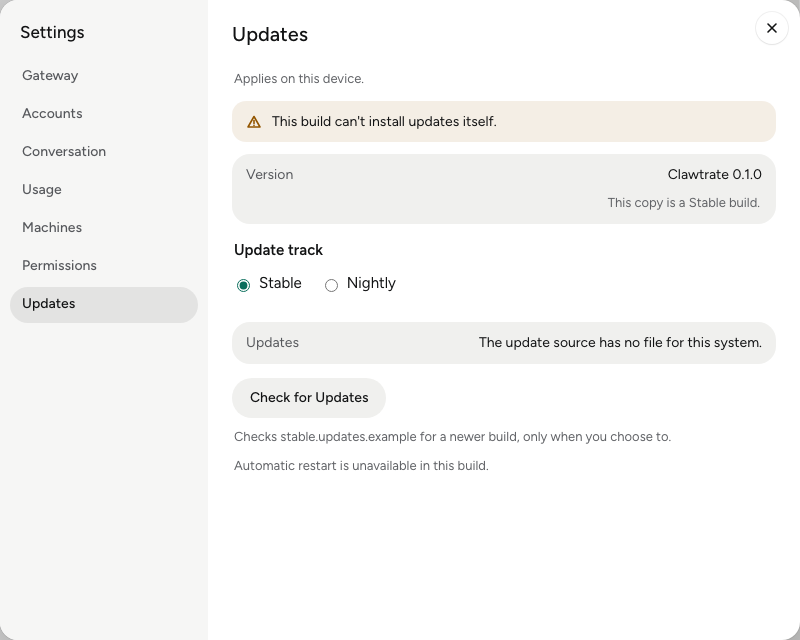 Settings
Gateway
Accounts
Conversation
Usage
Machines
Permissions
Updates
Updates
Applies on this device.
This build can't install updates itself.
Version
Clawtrate 0.1.0
This copy is a Stable build.
Update track
Stable
Nightly
Updates
The update source has no file for this system.
Check for Updates
Checks stable.updates.example for a newer build, only when you choose to.
Automatic restart is unavailable in this build.